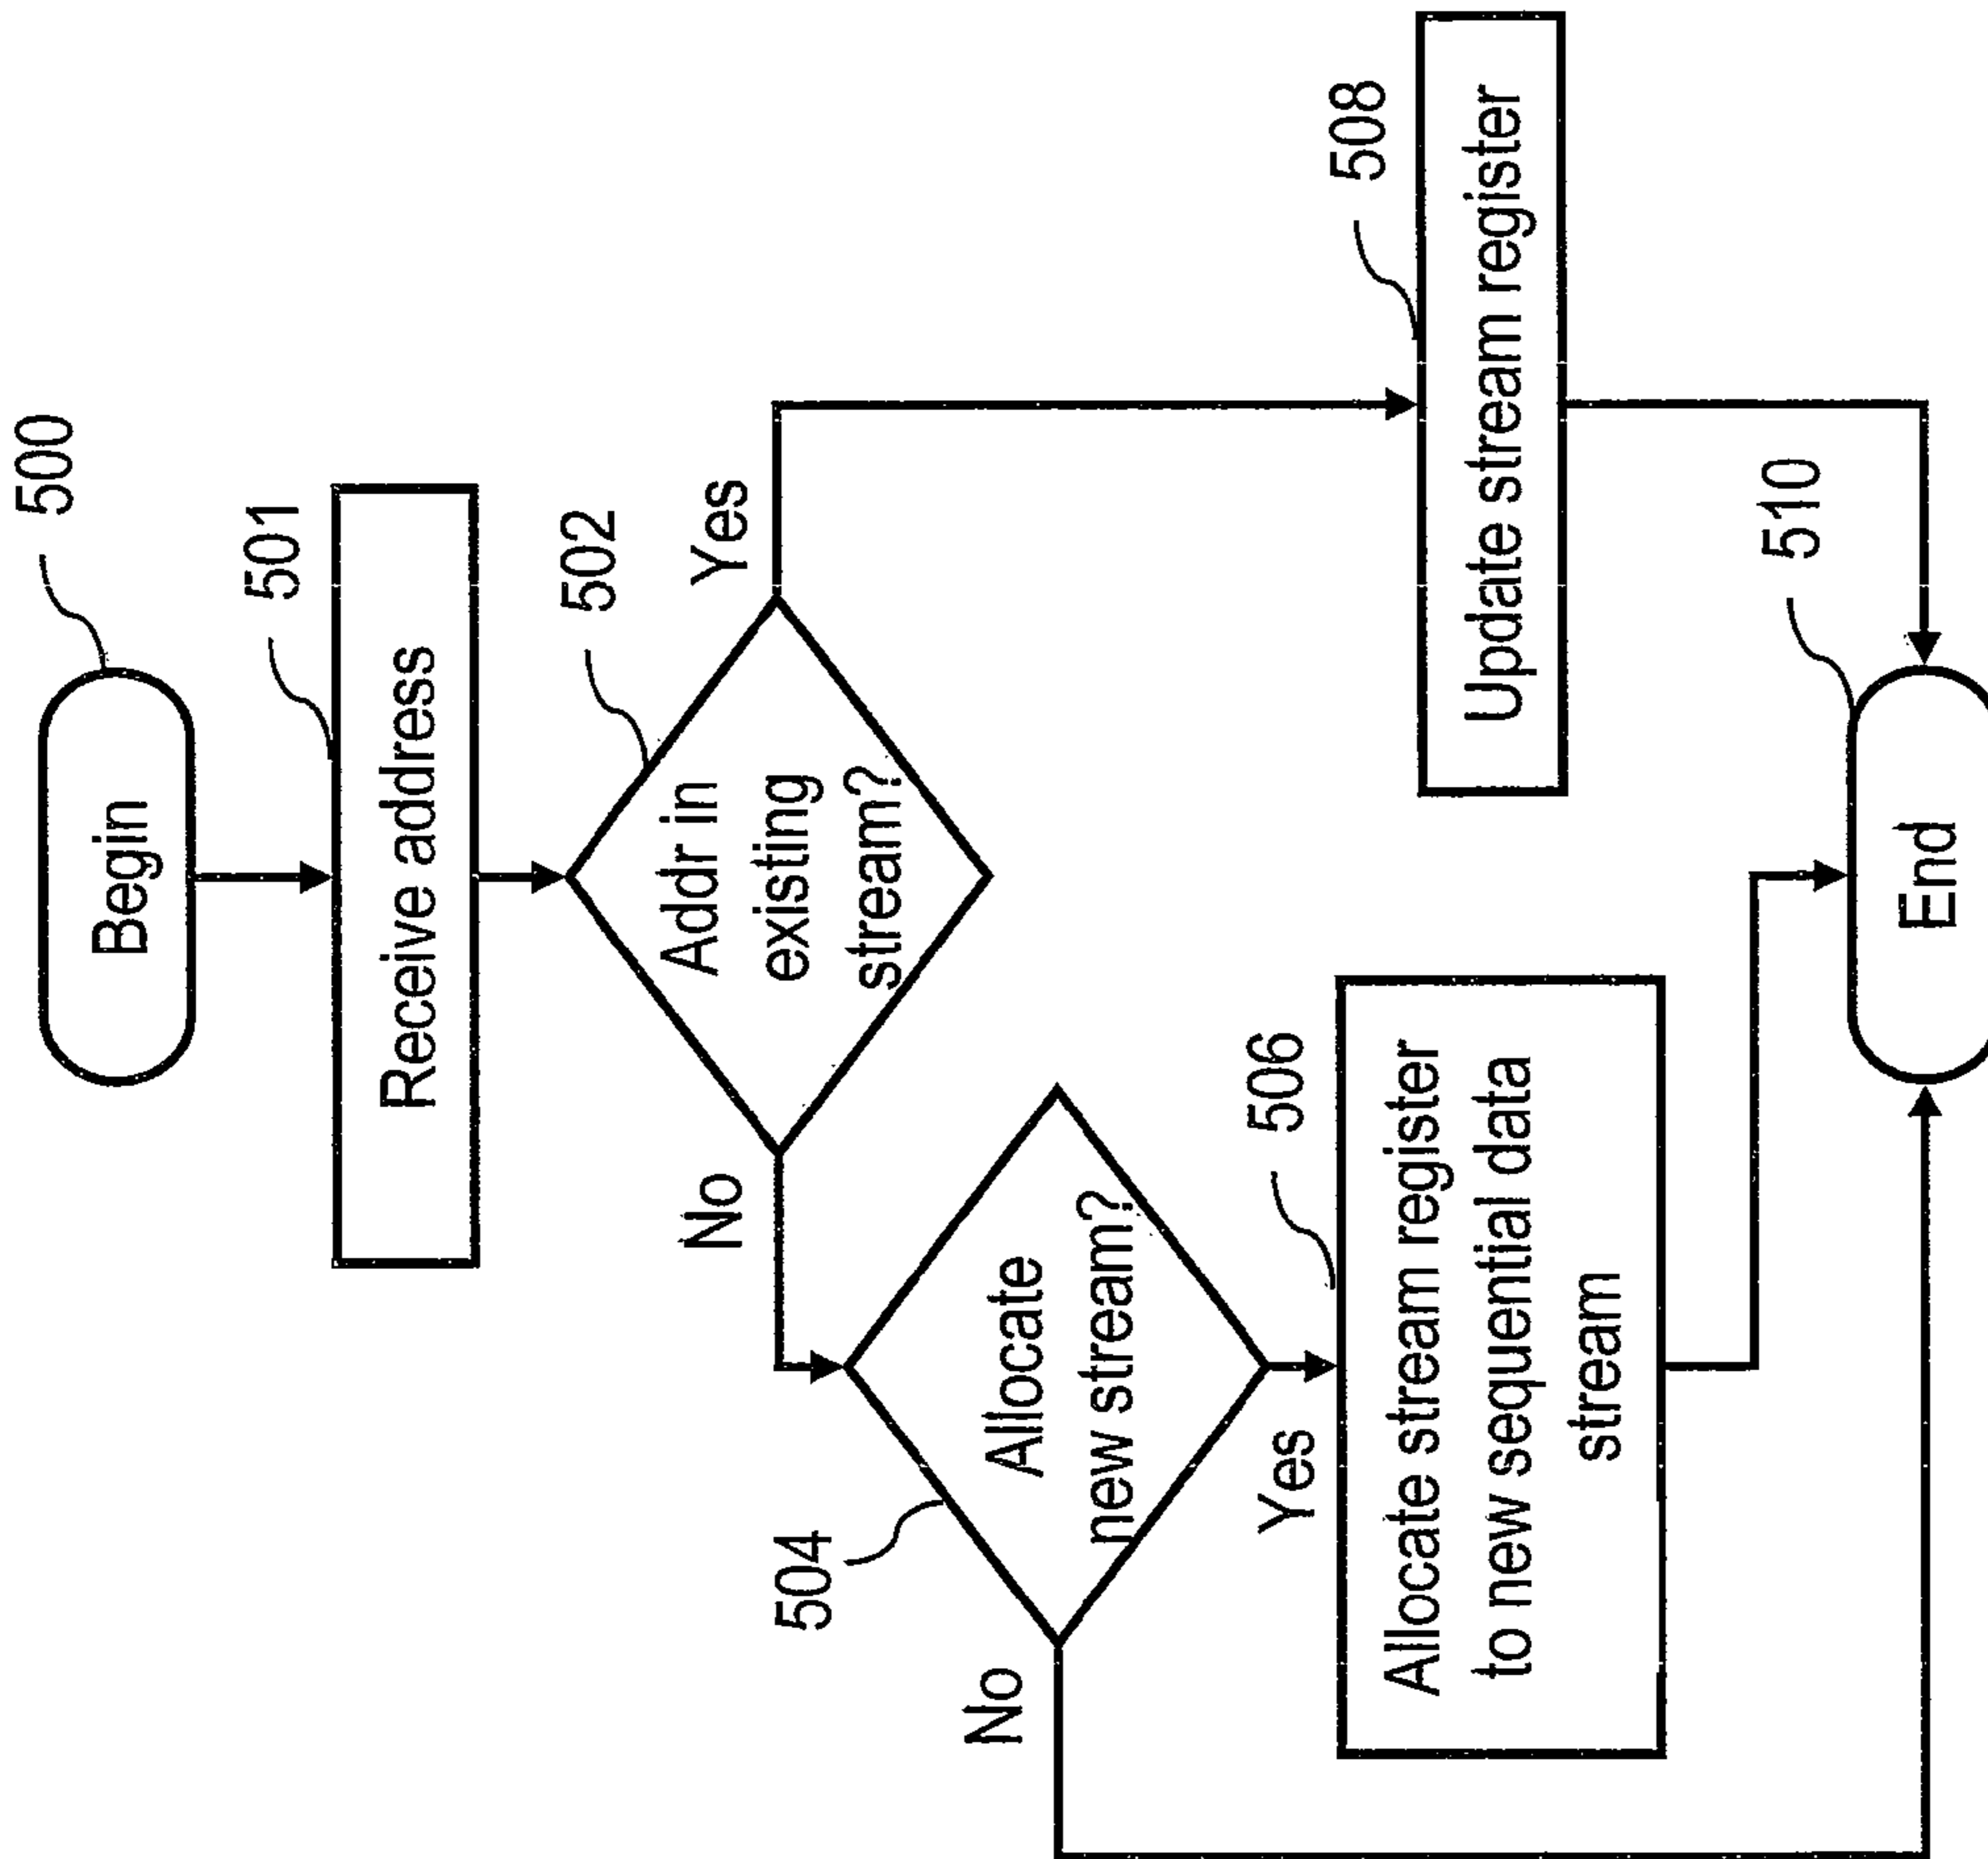 500
Begin
501
Receive address
502
Addr in
existing
stream?
No
Yes
504
Allocate
new stream?
No
Yes
506
Allocate stream register
to new sequential data
stream
508
Update stream register
510
End